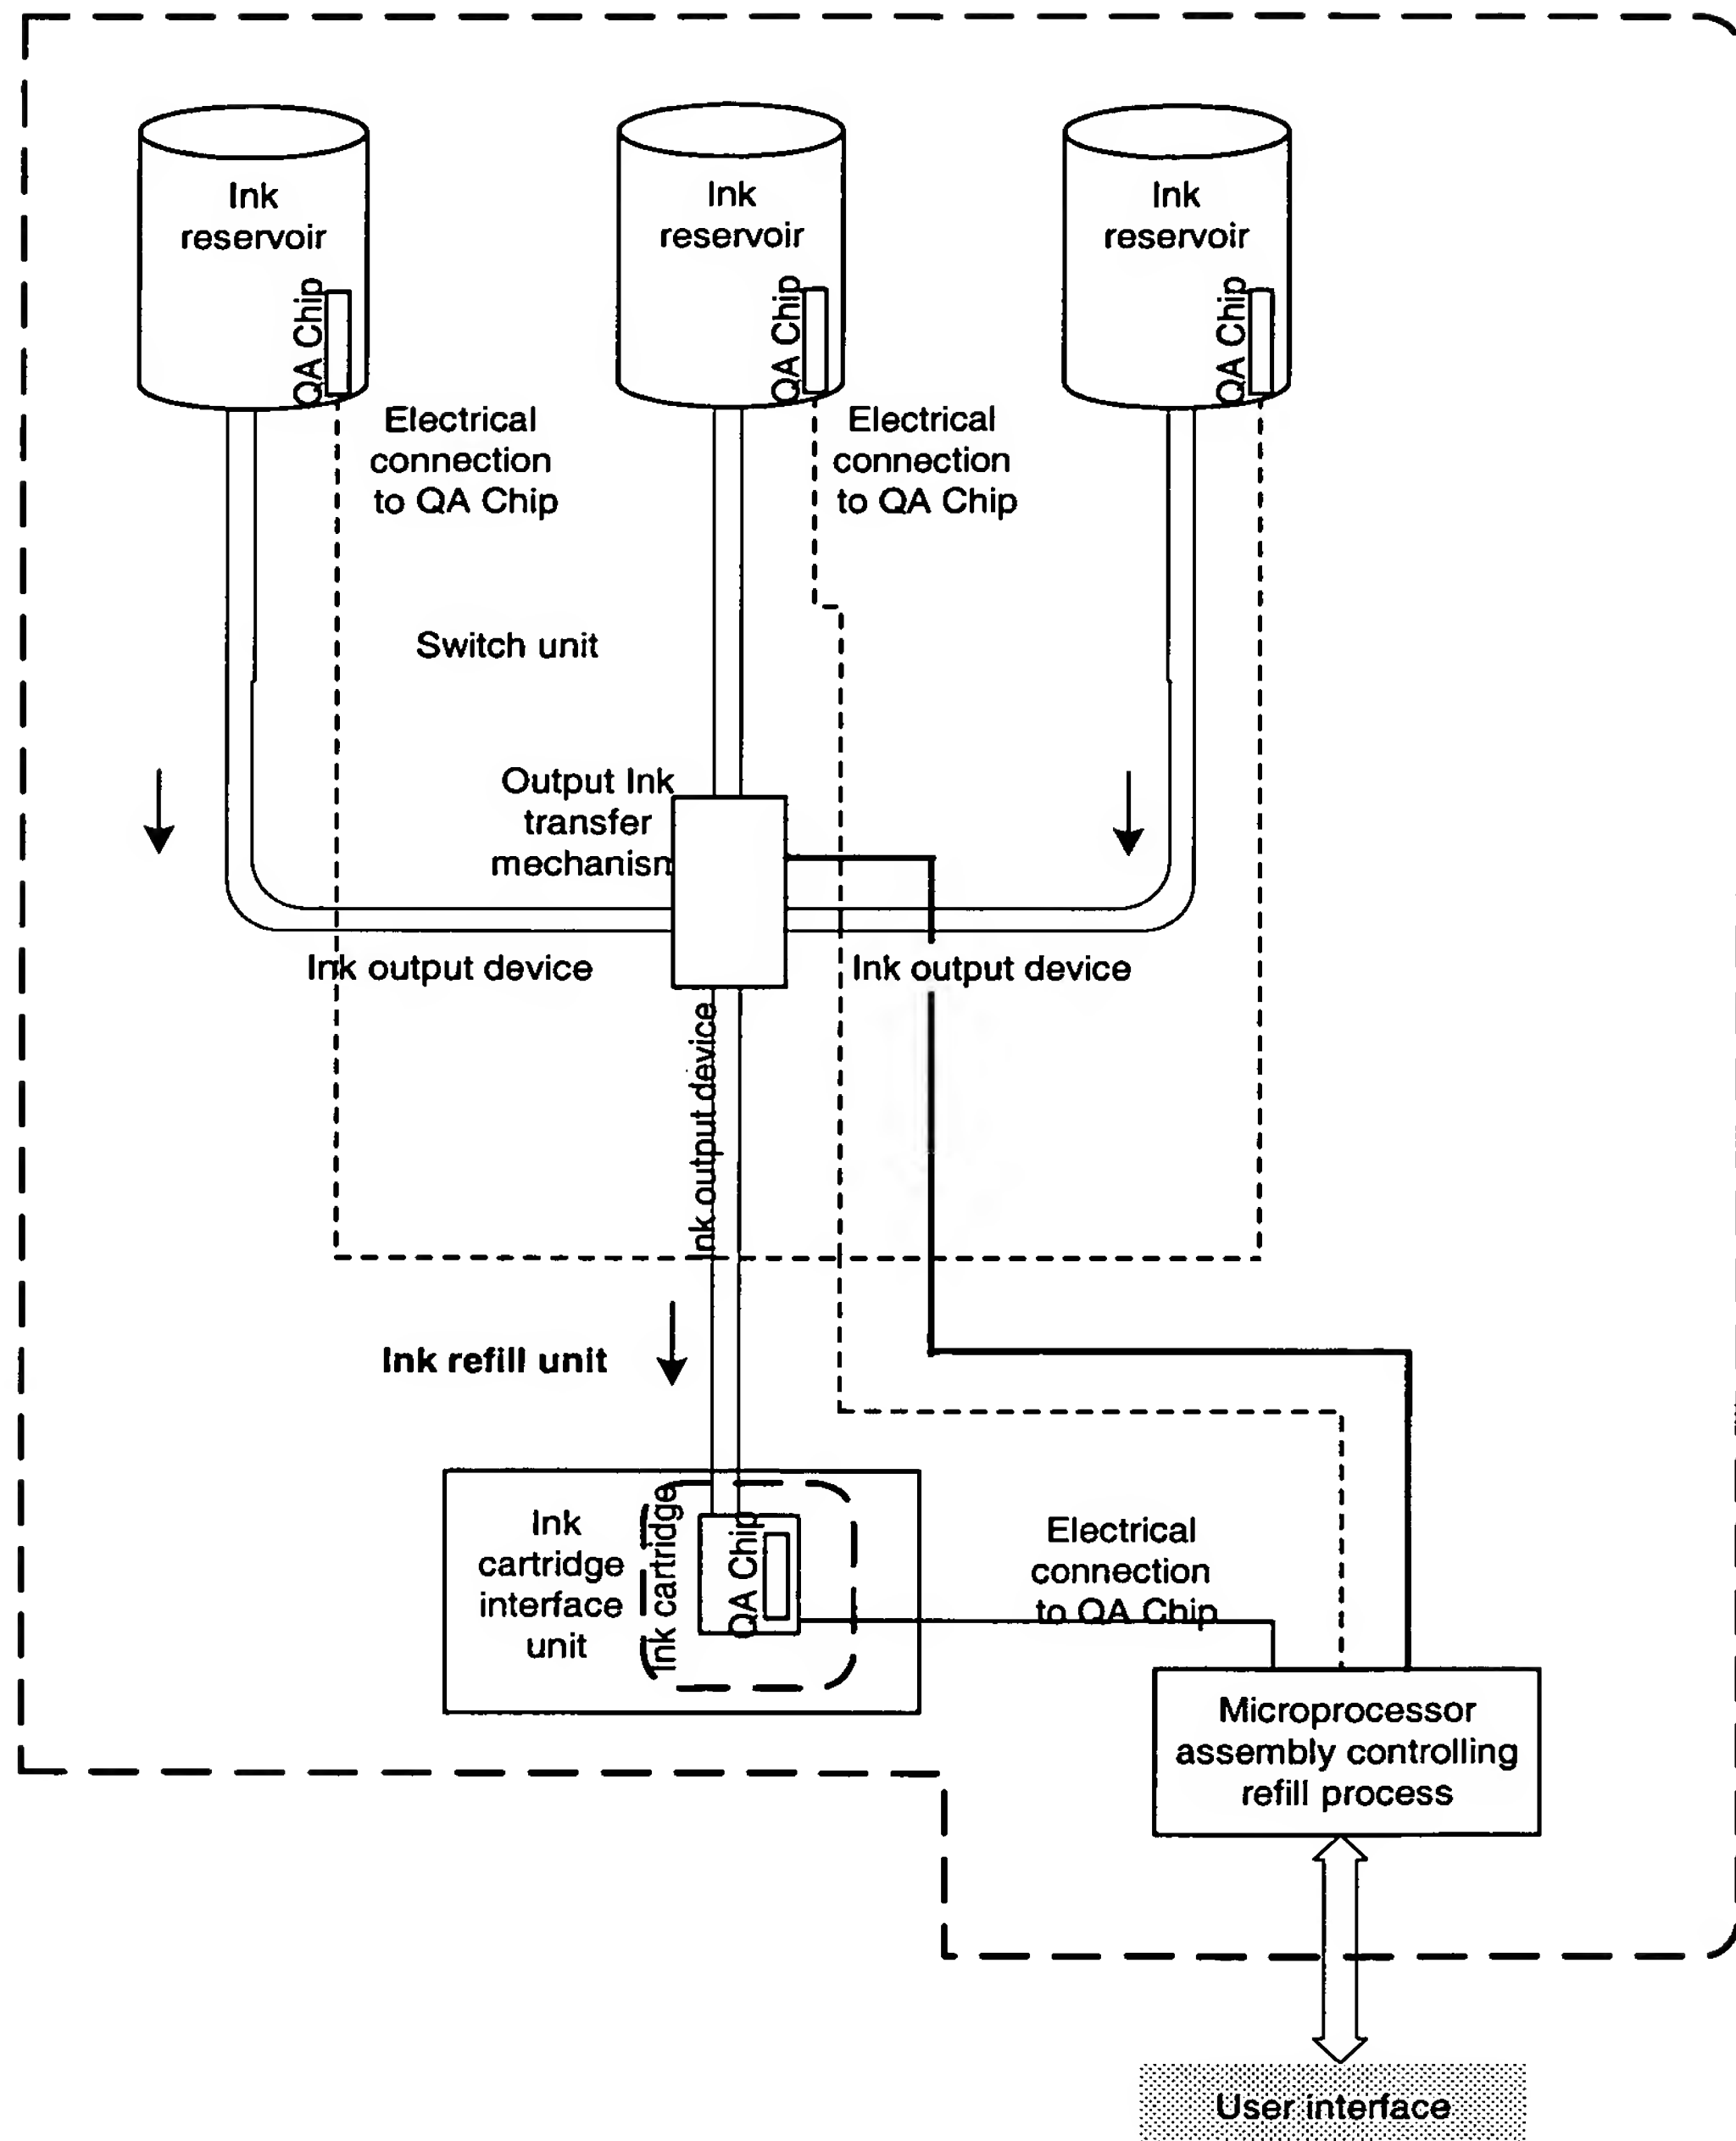 Ink
reservoir
QA Chip
Ink
reservoir
QA Chip
Ink
reservoir
QA Chip
Electrical
connection
to QA Chip
Electrical
connection
to QA Chip
Switch unit
Output Ink
transfer
mechanism
Ink output device
Ink output device
Ink output device
Ink refill unit
Ink
cartridge
interface
unit
Ink cartridge
QA Chip
Electrical
connection
to QA Chip
Microprocessor
assembly controlling
refill process
User interface